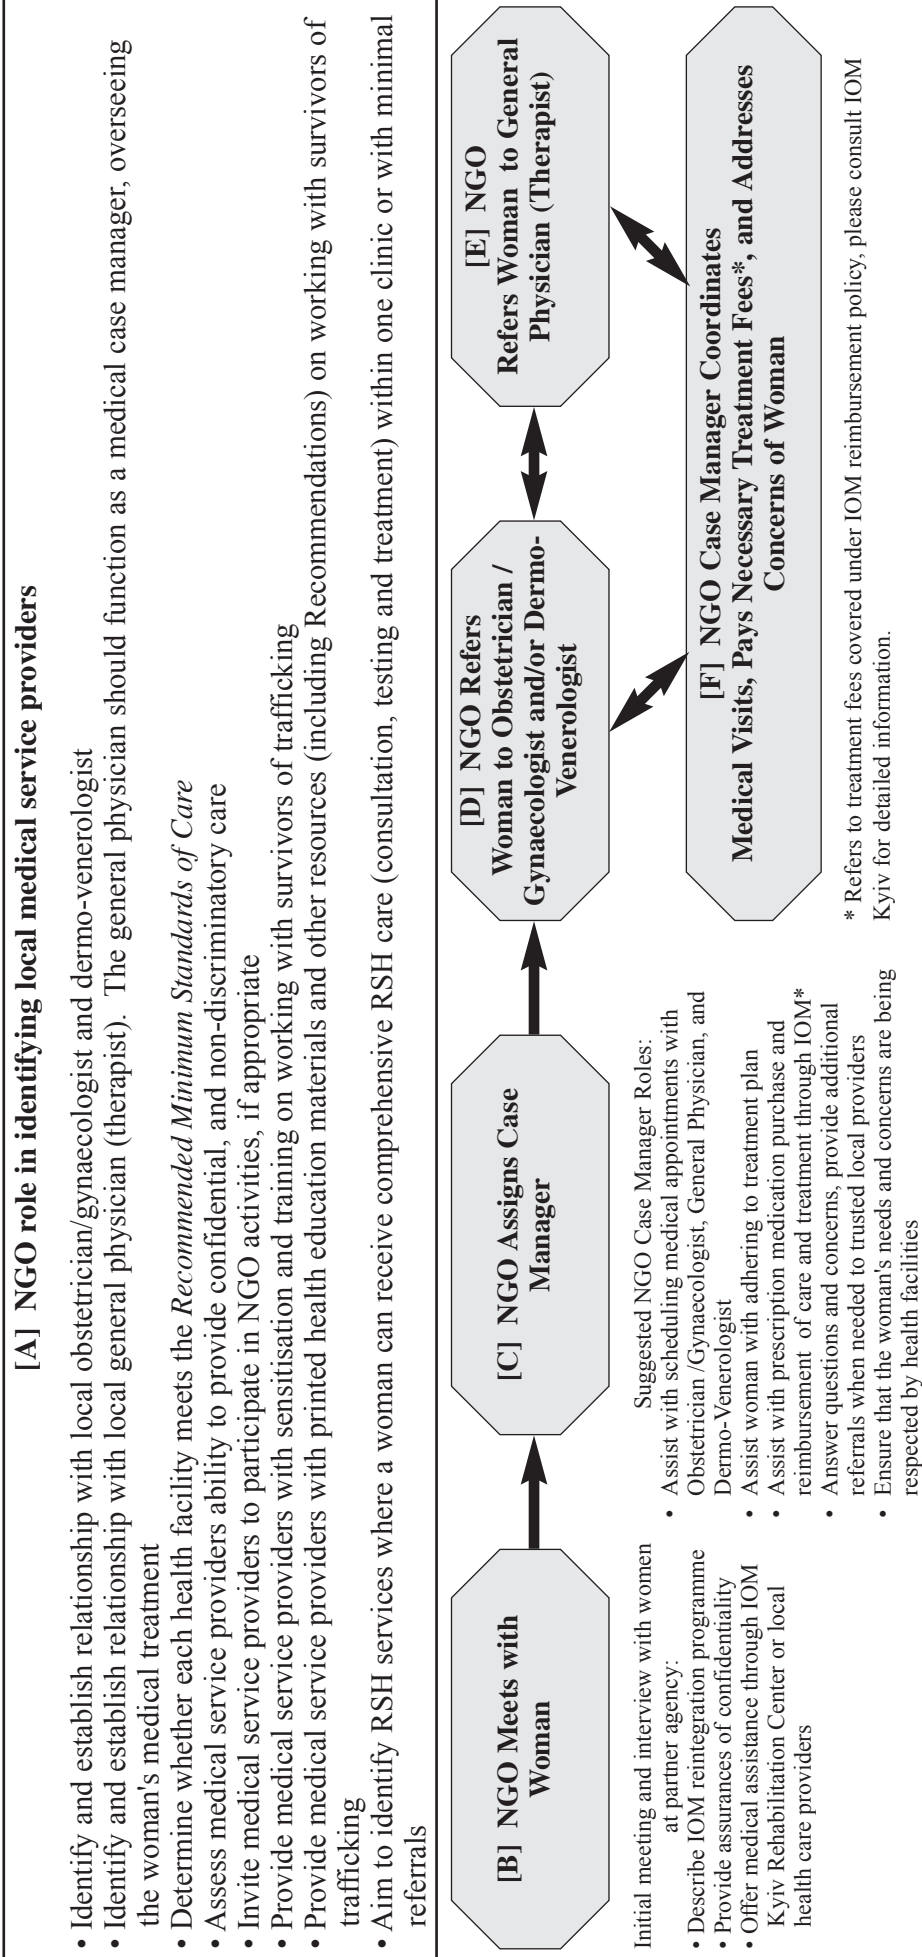 [A] NGO role in identifying local medical service providers
• Identify and establish relationship with local obstetrician/gynaecologist and dermo-venerologist
• Identify and establish relationship with local general physician (therapist). The general physician should function as a medical case manager, overseeing
the woman's medical treatment
• Determine whether each health facility meets the Recommended Minimum Standards of Care
• Assess medical service providers ability to provide confidential, and non-discriminatory care
• Invite medical service providers to participate in NGO activities, if appropriate
• Provide medical service providers with sensitisation and training on working with survivors of trafficking
• Provide medical service providers with printed health education materials and other resources (including Recommendations) on working with survivors of
trafficking
• Aim to identify RSH services where a woman can receive comprehensive RSH care (consultation, testing and treatment) within one clinic or with minimal
referrals
[B] NGO Meets with
Woman
Initial meeting and interview with women
at partner agency:
• Describe IOM reintegration programme
• Provide assurances of confidentiality
• Offer medical assistance through IOM
Kyiv Rehabilitation Center or local
health care providers
[C] NGO Assigns Case
Manager
Suggested NGO Case Manager Roles:
• Assist with scheduling medical appointments with
Obstetrician /Gynaecologist, General Physician, and
Dermo-Venerologist
• Assist woman with adhering to treatment plan
• Assist with prescription medication purchase and
reimbursement of care and treatment through IOM*
• Answer questions and concerns, provide additional
referrals when needed to trusted local providers
• Ensure that the woman's needs and concerns are being
respected by health facilities
[D] NGO Refers
Woman to Obstetrician /
Gynaecologist and/or Dermo-
Venerologist
[E] NGO
Refers Woman to General
Physician (Therapist)
[F] NGO Case Manager Coordinates
Medical Visits, Pays Necessary Treatment Fees*, and Addresses
Concerns of Woman
* Refers to treatment fees covered under IOM reimbursement policy, please consult IOM
Kyiv for detailed information.